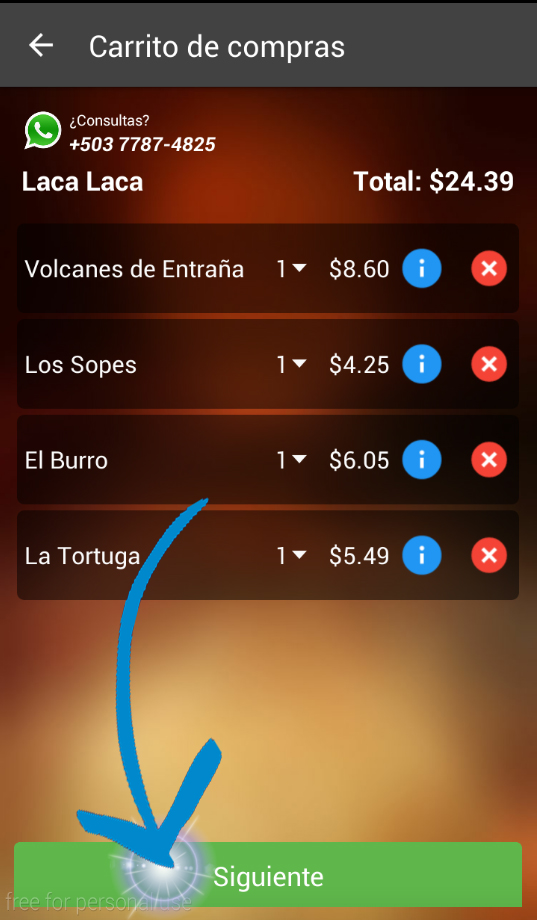 Carrito de compras
¿Consultas?
+503 7787-4825
Laca Laca Total: $24.39
Volcanes de Entraña 1 $8.60
Los Sopes 1 $4.25
El Burro 1 $6.05
La Tortuga 1 $5.49
Siguiente
free for personal use